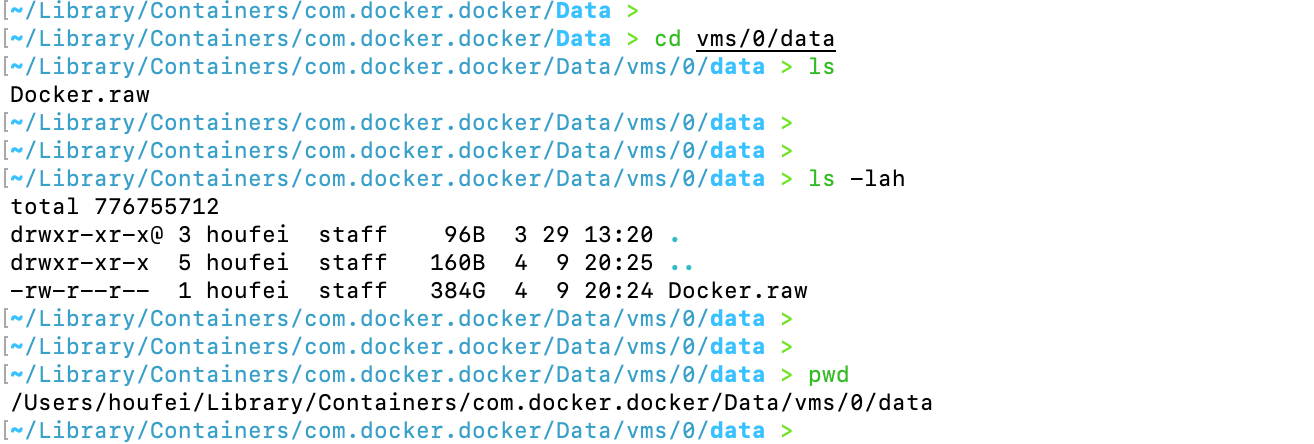 [~/Library/Containers/com.docker.docker/Data >
[~/Library/Containers/com.docker.docker/Data > cd vms/0/data
[~/Library/Containers/com.docker.docker/Data/vms/0/data > ls
Docker.raw
[~/Library/Containers/com.docker.docker/Data/vms/0/data >
[~/Library/Containers/com.docker.docker/Data/vms/0/data >
[~/Library/Containers/com.docker.docker/Data/vms/0/data > ls -lah
total 776755712
drwxr-xr-x@ 3 houfei  staff    96B  3 29 13:20 .
drwxr-xr-x  5 houfei  staff   160B  4  9 20:25 ..
-rw-r--r--  1 houfei  staff   384G  4  9 20:24 Docker.raw
[~/Library/Containers/com.docker.docker/Data/vms/0/data >
[~/Library/Containers/com.docker.docker/Data/vms/0/data >
[~/Library/Containers/com.docker.docker/Data/vms/0/data > pwd
/Users/houfei/Library/Containers/com.docker.docker/Data/vms/0/data
[~/Library/Containers/com.docker.docker/Data/vms/0/data >